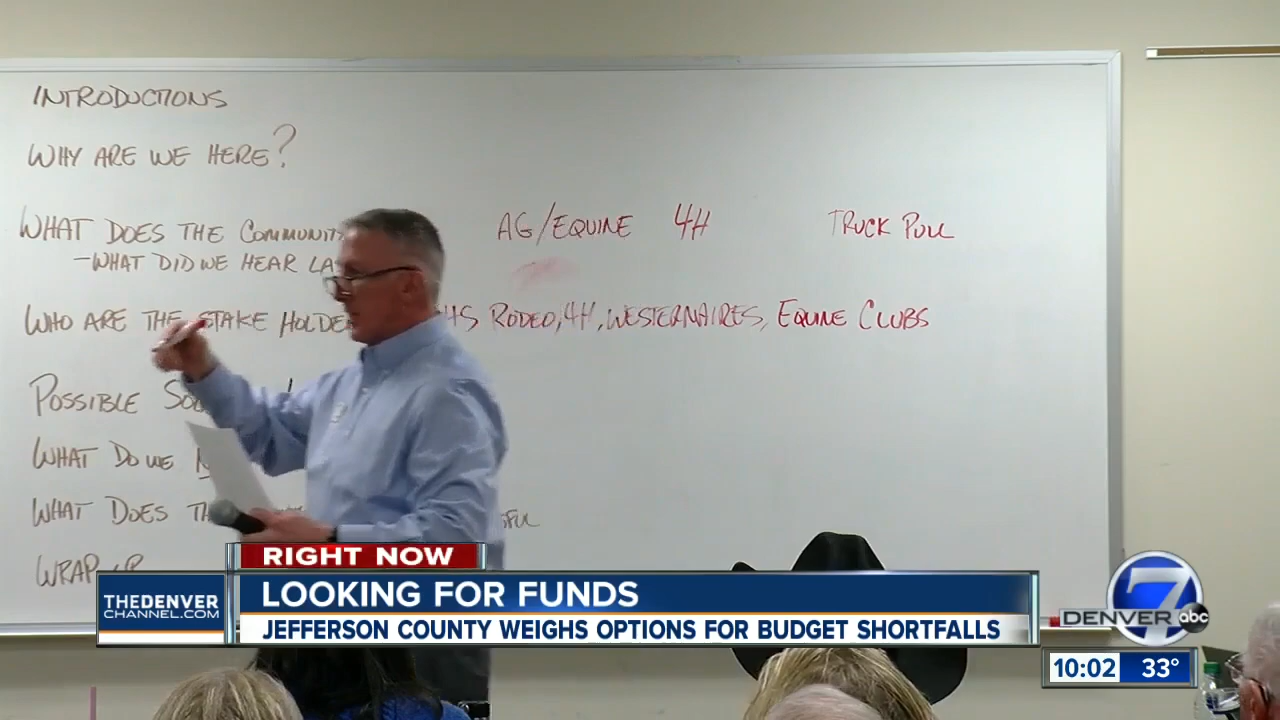 INTRODUCTIONS
WHY ARE WE HERE?
WHAT DOES THE COMMUNIT
AG/EQUINE 4H TRUCK PULL
-WHAT DID WE HEAR LA
WHO ARE THE STAKE HOLDE HS RODEO, 4H, WESTERNAIRES, EQUINE CLUBS
POSSIBLE
WHAT DO WE
WHAT DOES
WRAP UP
RIGHT NOW
LOOKING FOR FUNDS
JEFFERSON COUNTY WEIGHS OPTIONS FOR BUDGET SHORTFALLS
THEDENVER
CHANNEL.COM
DENVER 7 abc
10:02 33°